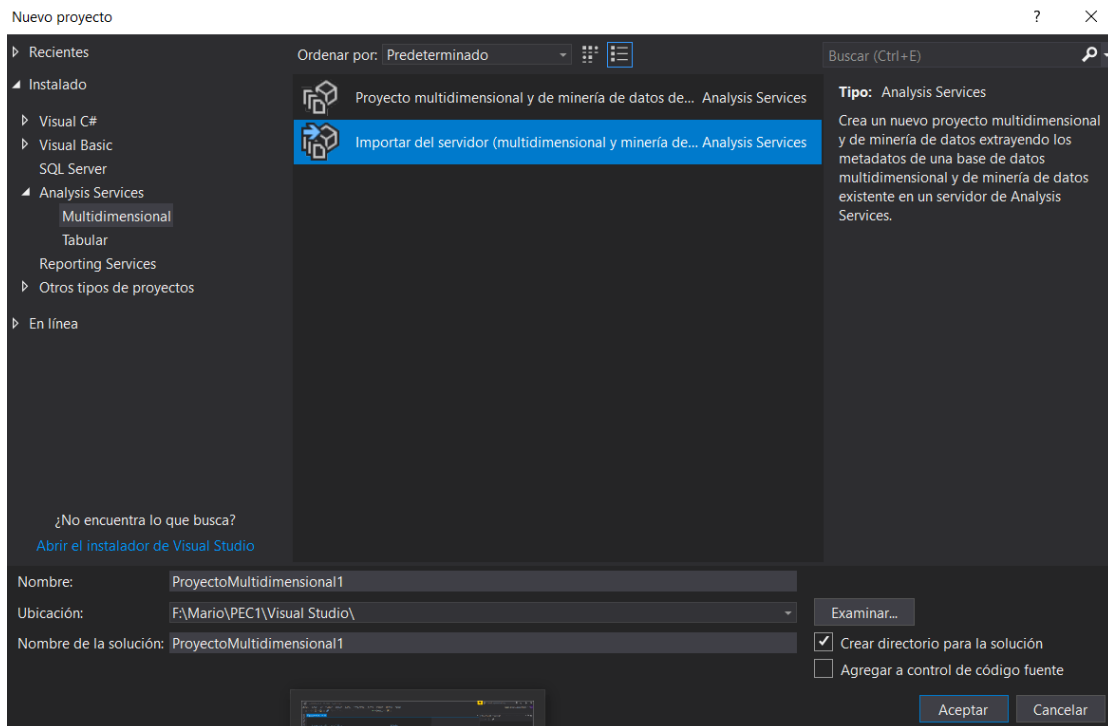 Nuevo proyecto
?
Recientes
Instalado
Visual C#
Visual Basic
SQL Server
Analysis Services
Multidimensional
Tabular
Reporting Services
Otros tipos de proyectos
En línea
¿No encuentra lo que busca?
Abrir el instalador de Visual Studio
Ordenar por: Predeterminado
Proyecto multidimensional y de minería de datos de... Analysis Services
Importar del servidor (multidimensional y minería de... Analysis Services
Buscar (Ctrl+E)
Tipo: Analysis Services
Crea un nuevo proyecto multidimensional
y de minería de datos extrayendo los
metadatos de una base de datos
multidimensional y de minería de datos
existente en un servidor de Analysis
Services.
Nombre: ProyectoMultidimensional1
Ubicación: F:\Mario\PEC1\Visual Studio\
Examinar...
Nombre de la solución: ProyectoMultidimensional1
Crear directorio para la solución
Agregar a control de código fuente
Aceptar Cancelar